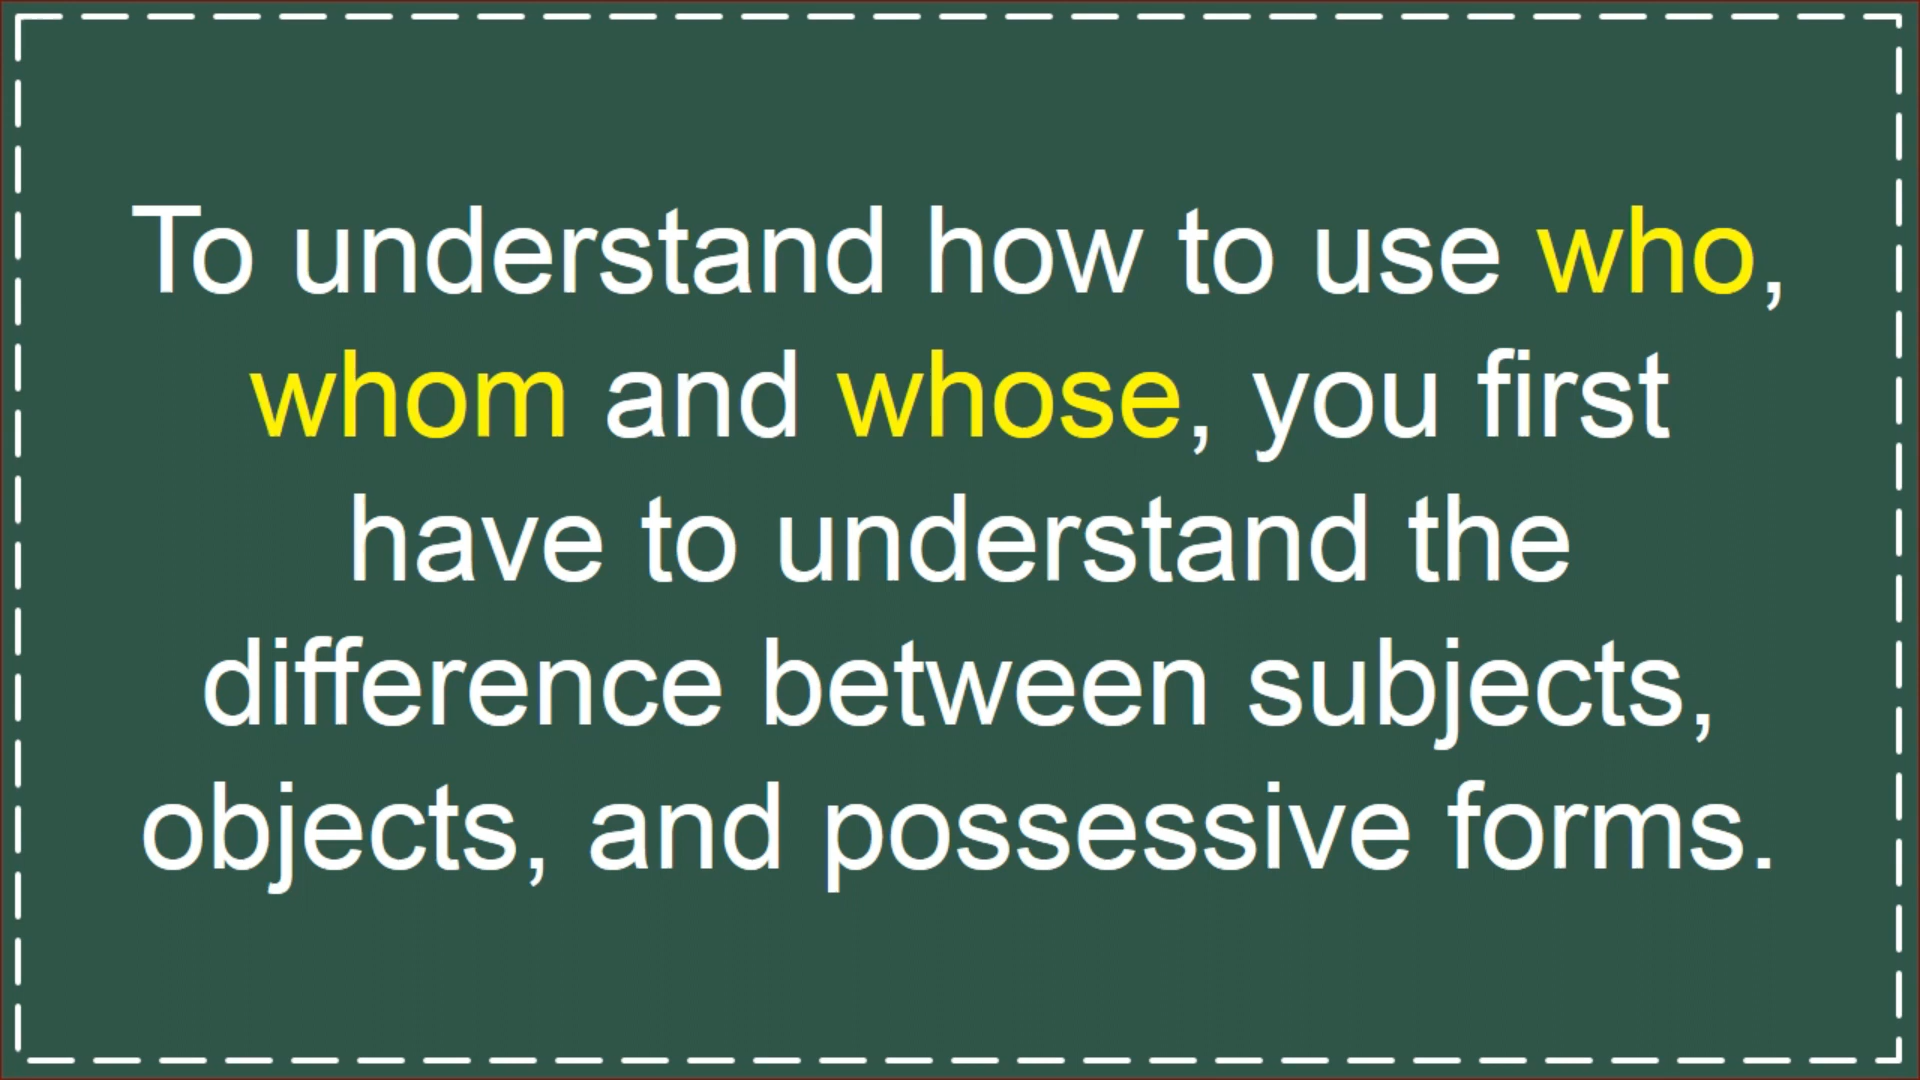 To understand how to use who,
whom and whose, you first
have to understand the
difference between subjects,
objects, and possessive forms.